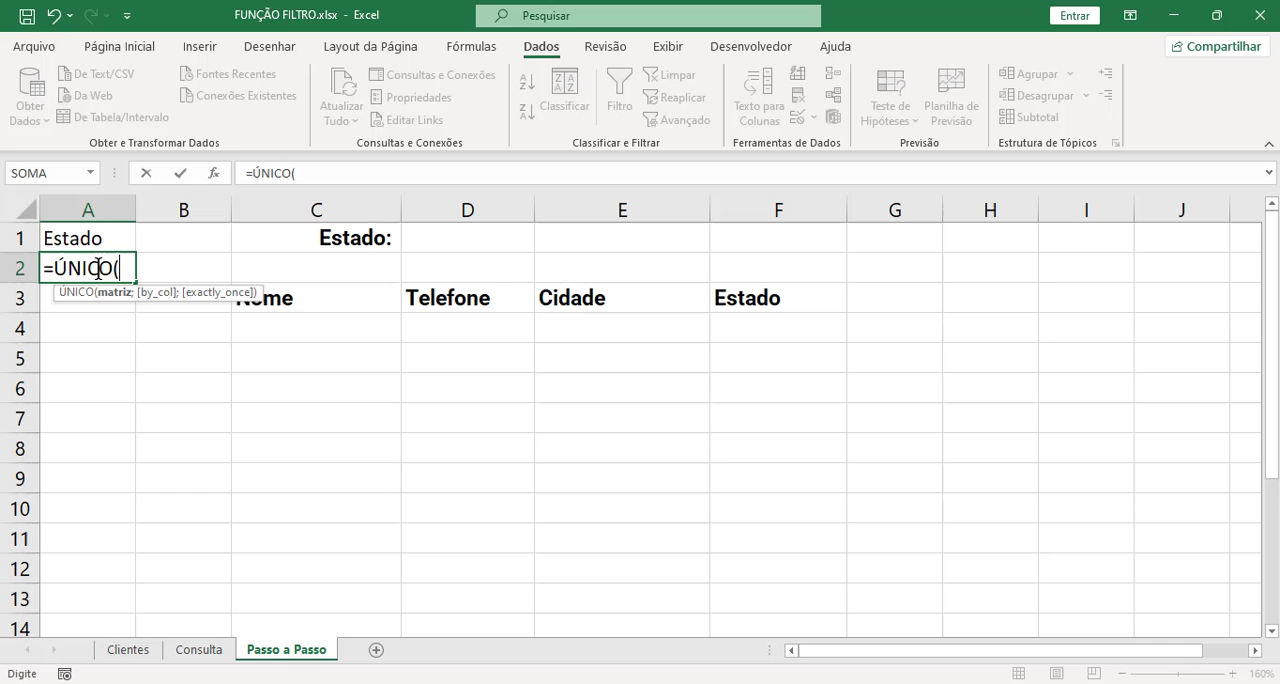 FUNÇÃO FILTRO.xlsx - Excel
Pesquisar
Entrar
Arquivo Página Inicial Inserir Desenhar Layout da Página Fórmulas Dados Revisão Exibir Desenvolvedor Ajuda
Compartilhar
Obter Dados
De Text/CSV
Da Web
De Tabela/Intervalo
Fontes Recentes
Conexões Existentes
Obter e Transformar Dados
Atualizar Tudo
Consultas e Conexões
Propriedades
Editar Links
Consultas e Conexões
Classificar
Filtro
Limpar
Reaplicar
Avançado
Classificar e Filtrar
Texto para Colunas
Ferramentas de Dados
Teste de Hipóteses
Planilha de Previsão
Previsão
Agrupar
Desagrupar
Subtotal
Estrutura de Tópicos
SOMA
fx
=ÚNICO(
A B C D E F G H I J
1 Estado Estado:
2 =ÚNICO(
ÚNICO(matriz; [by_col]; [exactly_once])
3 Nome Telefone Cidade Estado
4
5
6
7
8
9
10
11
12
13
14
Clientes Consulta Passo a Passo
Digite
160%